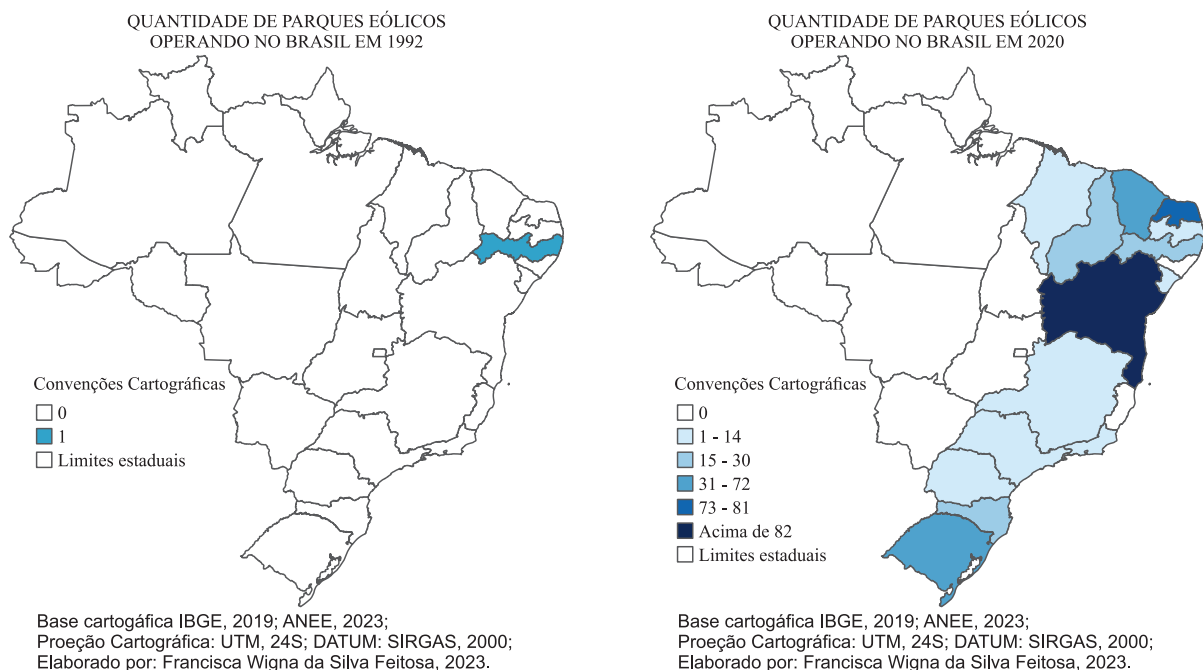 QUANTIDADE DE PARQUES EÓLICOS
OPERANDO NO BRASIL EM 1992
Convenções Cartográficas
0
1
Limites estaduais
Base cartogáfica IBGE, 2019; ANEE, 2023;
Proeção Cartográfica: UTM, 24S; DATUM: SIRGAS, 2000;
Elaborado por: Francisca Wigna da Silva Feitosa, 2023.
QUANTIDADE DE PARQUES EÓLICOS
OPERANDO NO BRASIL EM 2020
Convenções Cartográficas
0
1 - 14
15 - 30
31 - 72
73 - 81
Acima de 82
Limites estaduais
Base cartogáfica IBGE, 2019; ANEE, 2023;
Proeção Cartográfica: UTM, 24S; DATUM: SIRGAS, 2000;
Elaborado por: Francisca Wigna da Silva Feitosa, 2023.